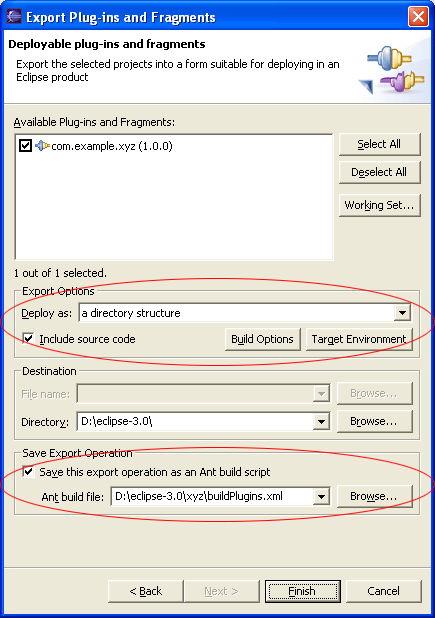 Export Plug-ins and Fragments
Deployable plug-ins and fragments
Export the selected projects into a form suitable for deploying in an
Eclipse product
Available Plug-ins and Fragments:
com.example.xyz (1.0.0)
Select All
Deselect All
Working Set...
1 out of 1 selected.
Export Options
Deploy as: a directory structure
Include source code Build Options Target Environment
Destination
File name: Browse...
Directory: D:\eclipse-3.0\ Browse...
Save Export Operation
Save this export operation as an Ant build script
Ant build file: D:\eclipse-3.0\xyz\buildPlugins.xml Browse...
< Back Next > Finish Cancel